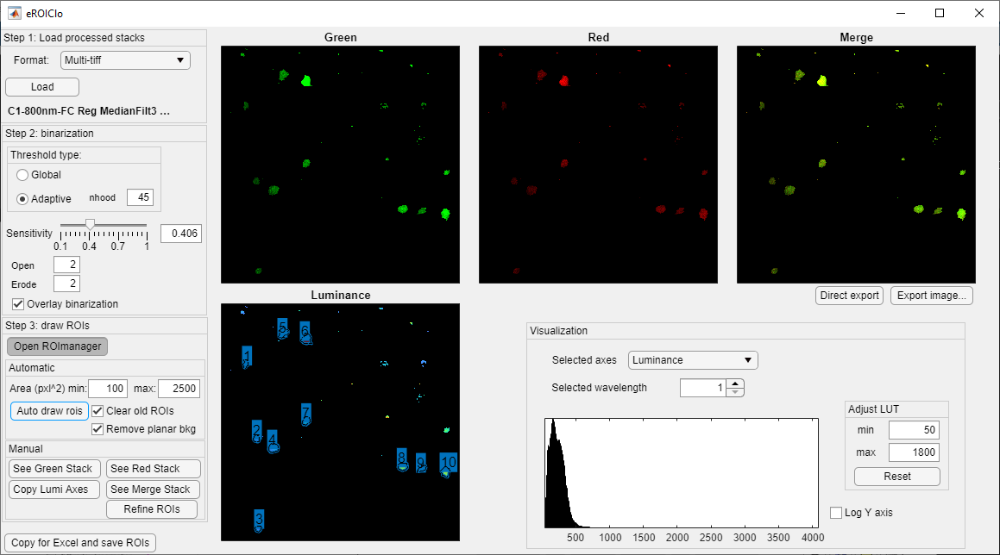 eROIClo
Step 1: Load processed stacks
Format: Multi-tiff
Load
C1-800nm-FC Reg MedianFilt3 ...
Step 2: binarization
Threshold type:
Global
Adaptive nhood 45
Sensitivity 0.406
0.1 0.4 0.7 1
Open 2
Erode 2
Overlay binarization
Step 3: draw ROIs
Open ROImanager
Automatic
Area (pxl^2) min: 100 max: 2500
Auto draw rois Clear old ROIs
Remove planar bkg
Manual
See Green Stack See Red Stack
Copy Lumi Axes See Merge Stack
Refine ROIs
Copy for Excel and save ROIs
Green Red Merge
Direct export Export image...
Luminance
5 6
1
7
2 4
8 9 10
3
Visualization
Selected axes Luminance
Selected wavelength 1
500 1000 1500 2000 2500 3000 3500 4000
Adjust LUT
min 50
max 1800
Reset
Log Y axis